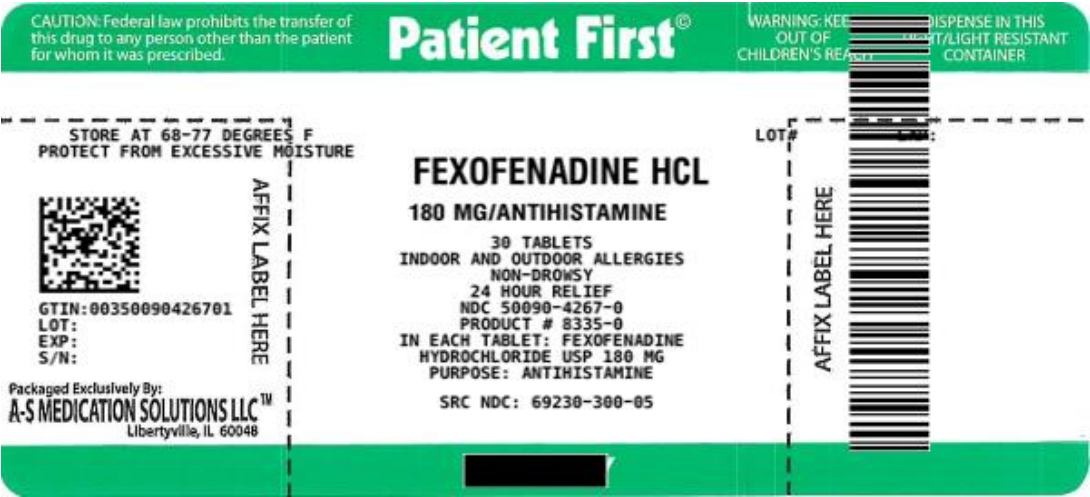 CAUTION: Federal law prohibits the transfer of
this drug to any person other than the patient
for whom it was prescribed.
Patient First©
WARNING: KEE
OUT OF
CHILDREN'S REA
DISPENSE IN THIS
/LIGHT RESISTANT
CONTAINER
STORE AT 68-77 DEGREES F
PROTECT FROM EXCESSIVE MOISTURE
AFFIX LABEL HERE
GTIN:00350090426701
LOT:
EXP:
S/N:
Packaged Exclusively By:
A-S MEDICATION SOLUTIONS LLC™
Libertyville, IL 60048
FEXOFENADINE HCL
180 MG/ANTIHISTAMINE
30 TABLETS
INDOOR AND OUTDOOR ALLERGIES
NON-DROWSY
24 HOUR RELIEF
NDC 50090-4267-0
PRODUCT # 8335-0
IN EACH TABLET: FEXOFENADINE
HYDROCHLORIDE USP 180 MG
PURPOSE: ANTIHISTAMINE
SRC NDC: 69230-300-05
LOT#
AFFIX LABEL HERE